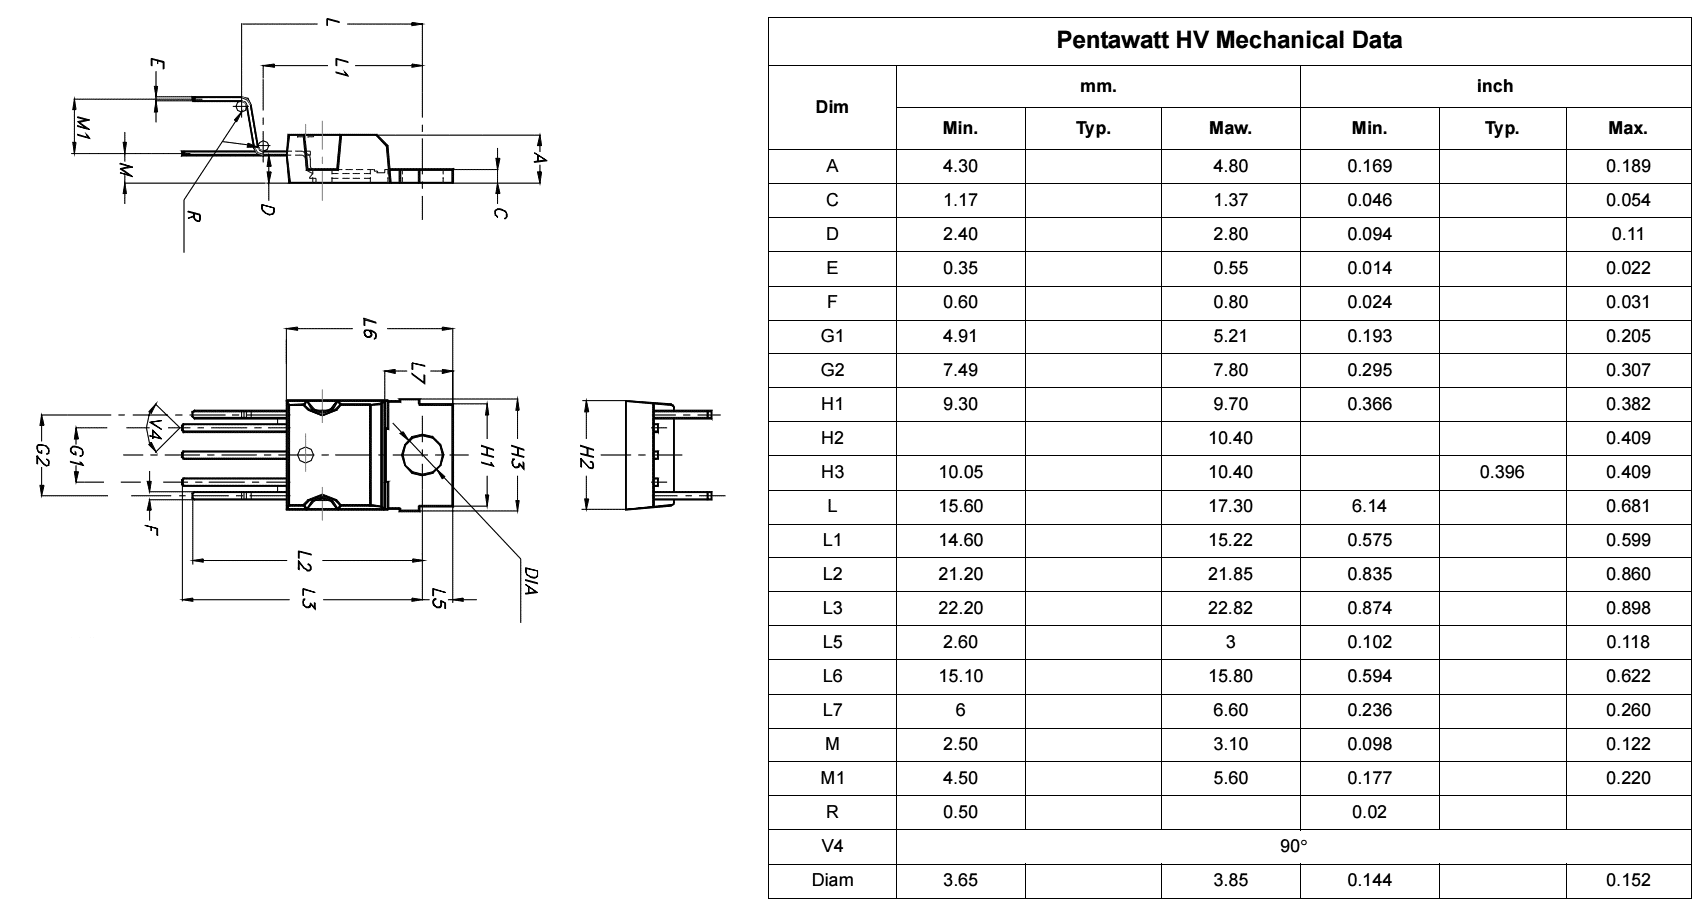 L
L1
E
M1
M
A
R
D
C
L6
L7
V4
G2
G1
H1
H3
H2
F
L2
DIA
L3
L5
Pentawatt HV Mechanical Data
Dim mm. inch
Min. Typ. Maw. Min. Typ. Max.
A 4.30 4.80 0.169 0.189
C 1.17 1.37 0.046 0.054
D 2.40 2.80 0.094 0.11
E 0.35 0.55 0.014 0.022
F 0.60 0.80 0.024 0.031
G1 4.91 5.21 0.193 0.205
G2 7.49 7.80 0.295 0.307
H1 9.30 9.70 0.366 0.382
H2 10.40 0.409
H3 10.05 10.40 0.396 0.409
L 15.60 17.30 6.14 0.681
L1 14.60 15.22 0.575 0.599
L2 21.20 21.85 0.835 0.860
L3 22.20 22.82 0.874 0.898
L5 2.60 3 0.102 0.118
L6 15.10 15.80 0.594 0.622
L7 6 6.60 0.236 0.260
M 2.50 3.10 0.098 0.122
M1 4.50 5.60 0.177 0.220
R 0.50 0.02
V4 90°
Diam 3.65 3.85 0.144 0.152